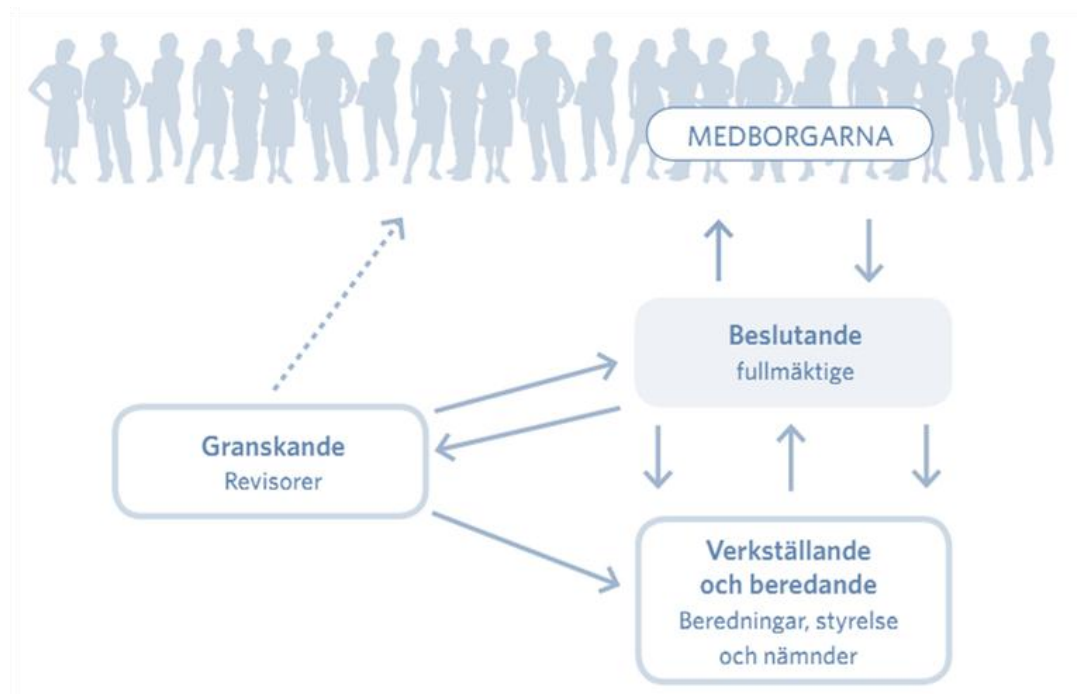 MEDBORGARNA
Beslutande
fullmäktige
Granskande
Revisorer
Verkställande
och beredande
Beredningar, styrelse
och nämnder